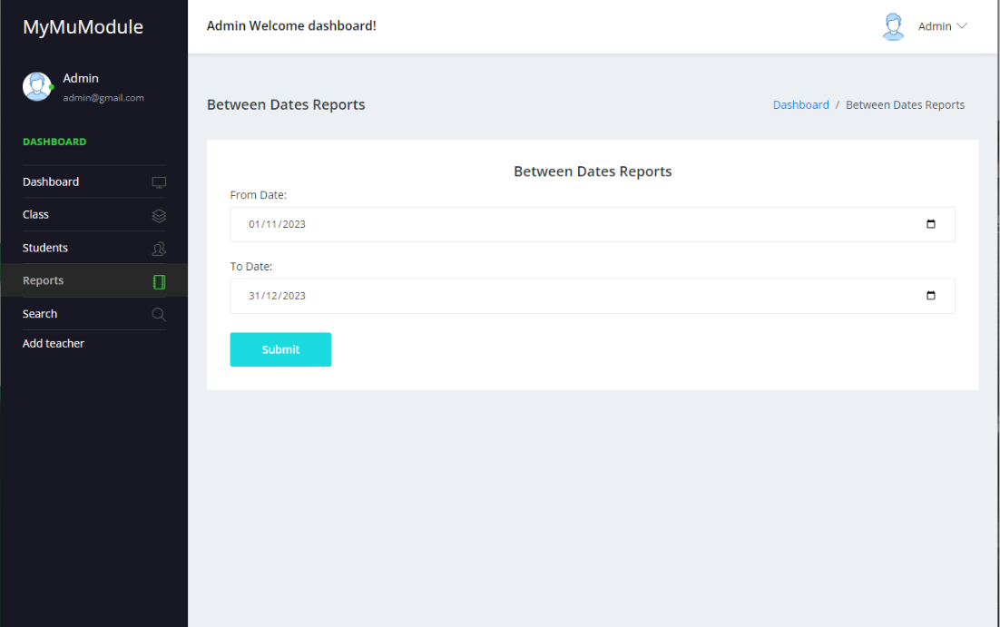 MyMuModule
Admin Welcome dashboard!
Admin
Admin
admin@gmail.com
DASHBOARD
Dashboard
Class
Students
Reports
Search
Add teacher
Between Dates Reports
Dashboard / Between Dates Reports
Between Dates Reports
From Date:
01/11/2023
To Date:
31/12/2023
Submit